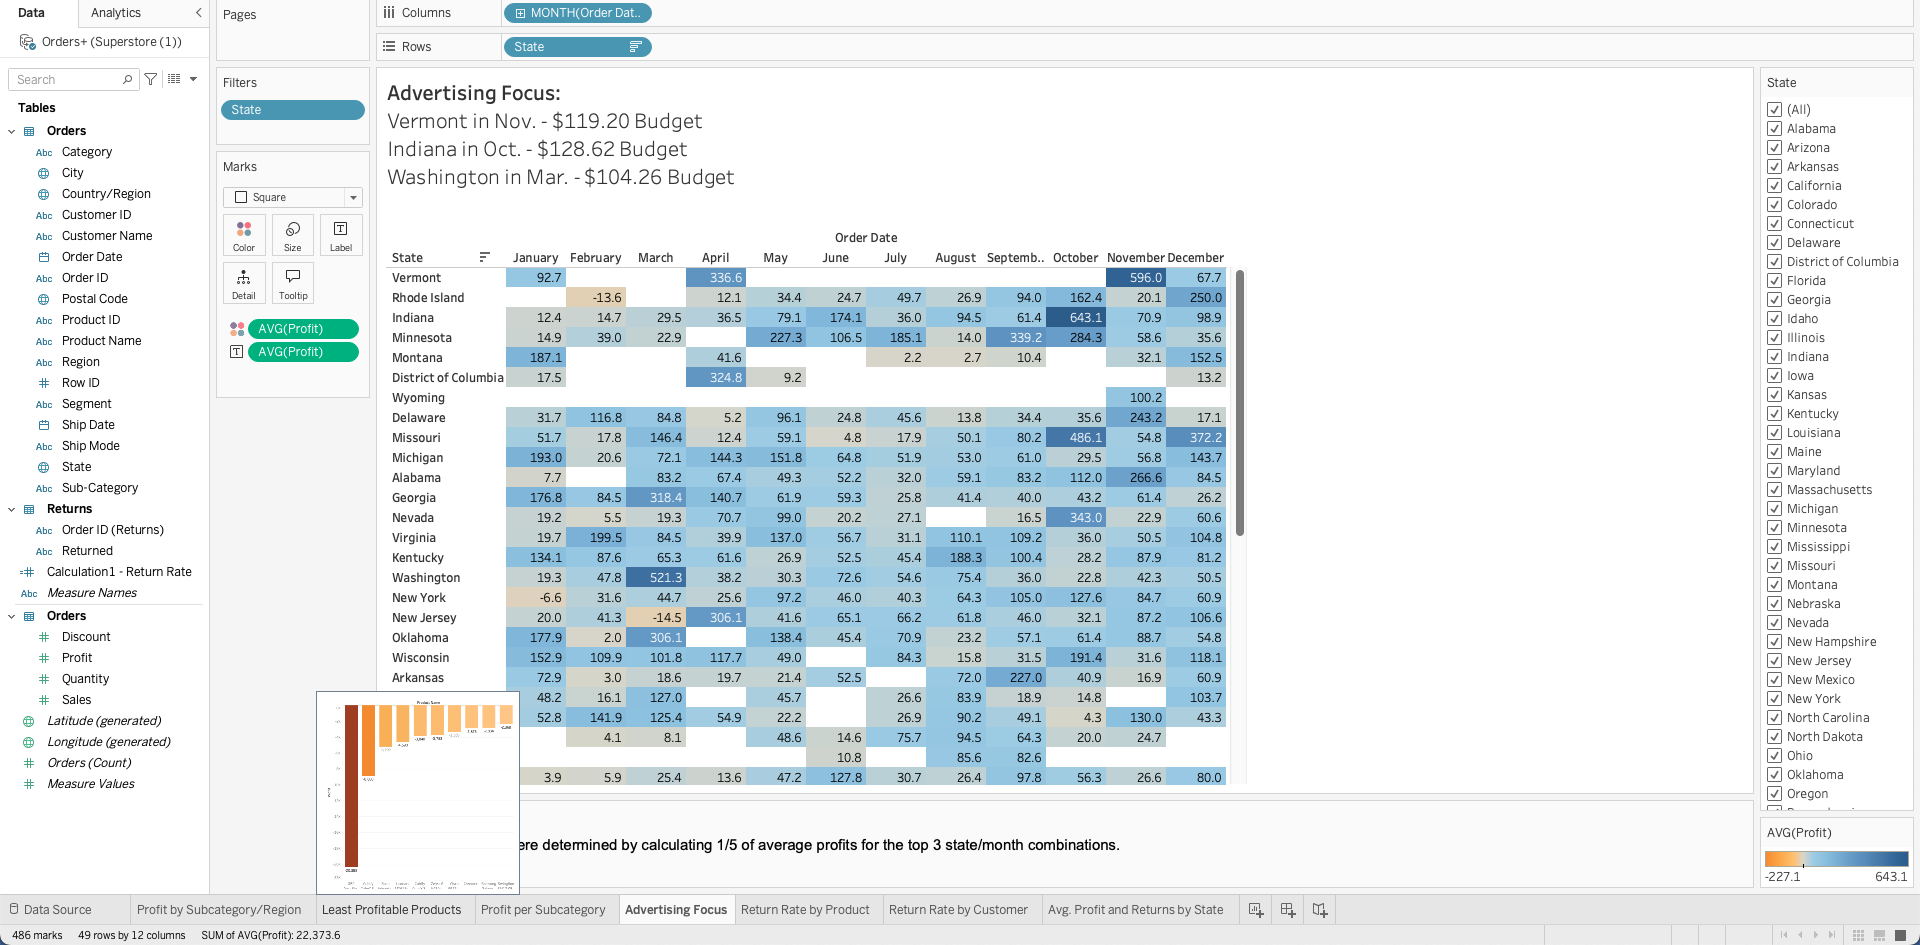 Data
Analytics
Orders+ (Superstore (1))
Search
Tables
Orders
Abc Category
City
Country/Region
Abc Customer ID
Abc Customer Name
Order Date
Abc Order ID
Postal Code
Abc Product ID
Abc Product Name
Abc Region
Row ID
Abc Segment
Ship Date
Abc Ship Mode
State
Abc Sub-Category
Returns
Abc Order ID (Returns)
Abc Returned
Calculation1 - Return Rate
Abc Measure Names
Orders
Discount
Profit
Quantity
Sales
Latitude (generated)
Longitude (generated)
Orders (Count)
Measure Values
Pages
Filters
State
Marks
Square
Color Size Label
Detail Tooltip
AVG(Profit)
AVG(Profit)
Columns MONTH(Order Dat..
Rows State
Advertising Focus:
Vermont in Nov. - $119.20 Budget
Indiana in Oct. - $128.62 Budget
Washington in Mar. - $104.26 Budget
Order Date
State January February March April May June July August Septemb.. October November December
Vermont 92.7 336.6 596.0 67.7
Rhode Island -13.6 12.1 34.4 24.7 49.7 26.9 94.0 162.4 20.1 250.0
Indiana 12.4 14.7 29.5 36.5 79.1 174.1 36.0 94.5 61.4 643.1 70.9 98.9
Minnesota 14.9 39.0 22.9 227.3 106.5 185.1 14.0 339.2 284.3 58.6 35.6
Montana 187.1 41.6 2.2 2.7 10.4 32.1 152.5
District of Columbia 17.5 324.8 9.2 13.2
Wyoming 100.2
Delaware 31.7 116.8 84.8 5.2 96.1 24.8 45.6 13.8 34.4 35.6 243.2 17.1
Missouri 51.7 17.8 146.4 12.4 59.1 4.8 17.9 50.1 80.2 486.1 54.8 372.2
Michigan 193.0 20.6 72.1 144.3 151.8 64.8 51.9 53.0 61.0 29.5 56.8 143.7
Alabama 7.7 83.2 67.4 49.3 52.2 32.0 59.1 83.2 112.0 266.6 84.5
Georgia 176.8 84.5 318.4 140.7 61.9 59.3 25.8 41.4 40.0 43.2 61.4 26.2
Nevada 19.2 5.5 19.3 70.7 99.0 20.2 27.1 16.5 343.0 22.9 60.6
Virginia 19.7 199.5 84.5 39.9 137.0 56.7 31.1 110.1 109.2 36.0 50.5 104.8
Kentucky 134.1 87.6 65.3 61.6 26.9 52.5 45.4 188.3 100.4 28.2 87.9 81.2
Washington 19.3 47.8 521.3 38.2 30.3 72.6 54.6 75.4 36.0 22.8 42.3 50.5
New York -6.6 31.6 44.7 25.6 97.2 46.0 40.3 64.3 105.0 127.6 84.7 60.9
New Jersey 20.0 41.3 -14.5 306.1 41.6 65.1 66.2 61.8 46.0 32.1 87.2 106.6
Oklahoma 177.9 2.0 306.1 138.4 45.4 70.9 23.2 57.1 61.4 88.7 54.8
Wisconsin 152.9 109.9 101.8 117.7 49.0 84.3 15.8 31.5 191.4 31.6 118.1
Arkansas 72.9 3.0 18.6 19.7 21.4 52.5 72.0 227.0 40.9 16.9 60.9
48.2 16.1 127.0 45.7 26.6 83.9 18.9 14.8 103.7
52.8 141.9 125.4 54.9 22.2 26.9 90.2 49.1 4.3 130.0 43.3
4.1 8.1 48.6 14.6 75.7 94.5 64.3 20.0 24.7
10.8 85.6 82.6
3.9 5.9 25.4 13.6 47.2 127.8 30.7 26.4 97.8 56.3 26.6 80.0
Product Name
ere determined by calculating 1/5 of average profits for the top 3 state/month combinations.
State
(All)
Alabama
Arizona
Arkansas
California
Colorado
Connecticut
Delaware
District of Columbia
Florida
Georgia
Idaho
Illinois
Indiana
Iowa
Kansas
Kentucky
Louisiana
Maine
Maryland
Massachusetts
Michigan
Minnesota
Mississippi
Missouri
Montana
Nebraska
Nevada
New Hampshire
New Jersey
New Mexico
New York
North Carolina
North Dakota
Ohio
Oklahoma
Oregon
AVG(Profit)
-227.1 643.1
Data Source Profit by Subcategory/Region Least Profitable Products Profit per Subcategory Advertising Focus Return Rate by Product Return Rate by Customer Avg. Profit and Returns by State
486 marks 49 rows by 12 columns SUM of AVG(Profit): 22,373.6